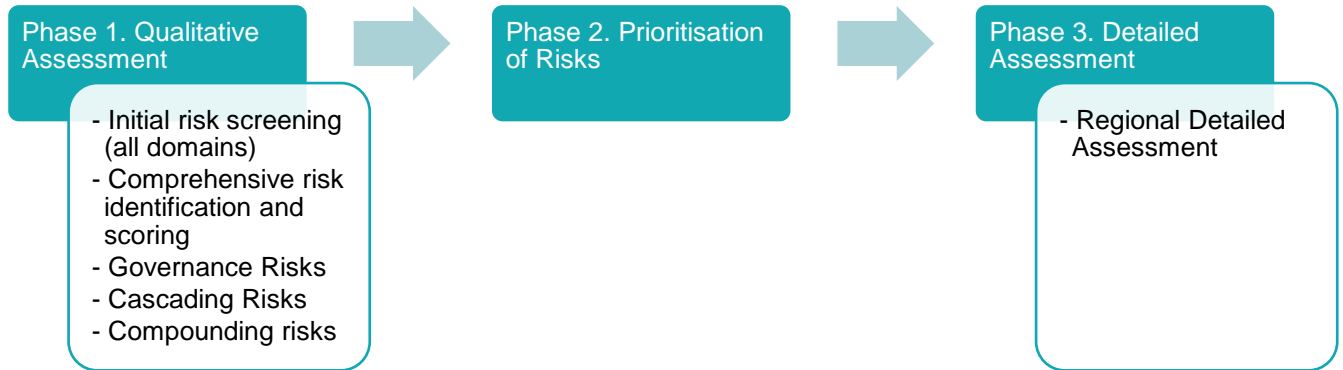 Phase 1. Qualitative
Assessment
- Initial risk screening
(all domains)
- Comprehensive risk
identification and
scoring
- Governance Risks
- Cascading Risks
- Compounding risks
Phase 2. Prioritisation
of Risks
Phase 3. Detailed
Assessment
- Regional Detailed
Assessment